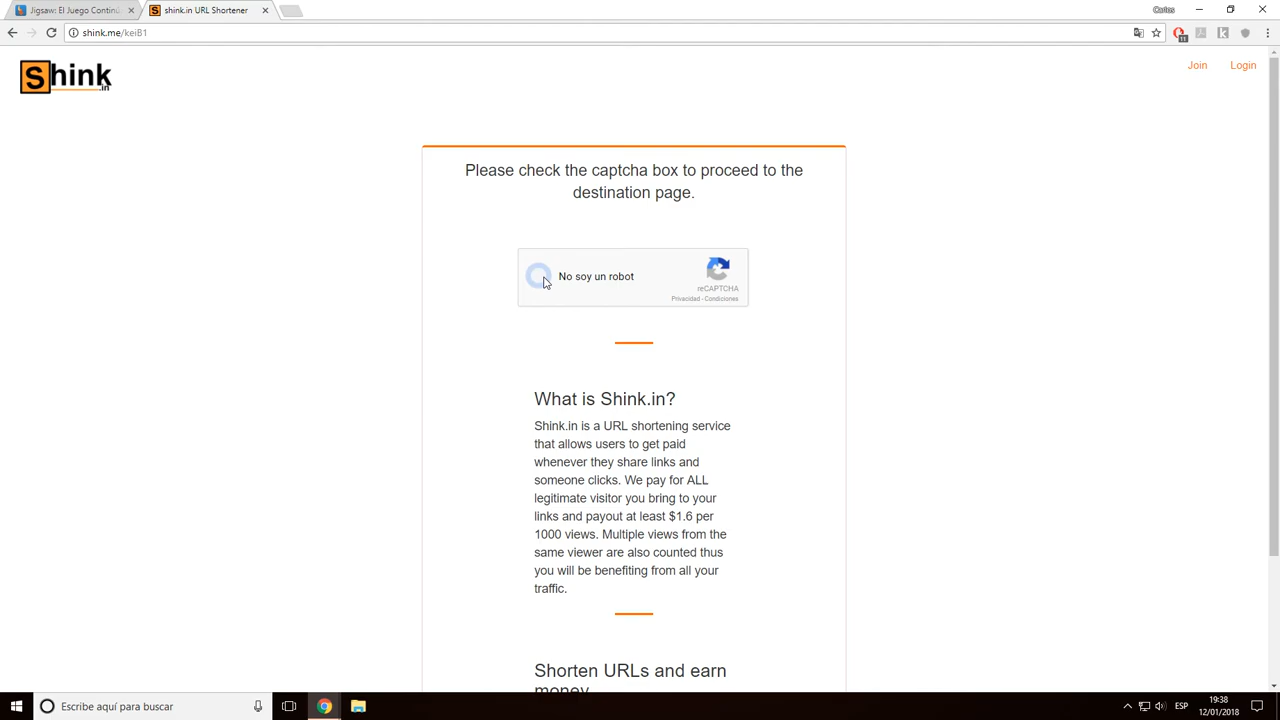 Jigsaw: El Juego Continú
shink.in URL Shortener
Carlos
shink.me/keiB1
11
Shink
.in
Join
Login
Please check the captcha box to proceed to the
destination page.
No soy un robot
reCAPTCHA
Privacidad - Condiciones
What is Shink.in?
Shink.in is a URL shortening service
that allows users to get paid
whenever they share links and
someone clicks. We pay for ALL
legitimate visitor you bring to your
links and payout at least $1.6 per
1000 views. Multiple views from the
same viewer are also counted thus
you will be benefiting from all your
traffic.
Shorten URLs and earn
money
Escribe aquí para buscar
ESP
19:38
12/01/2018